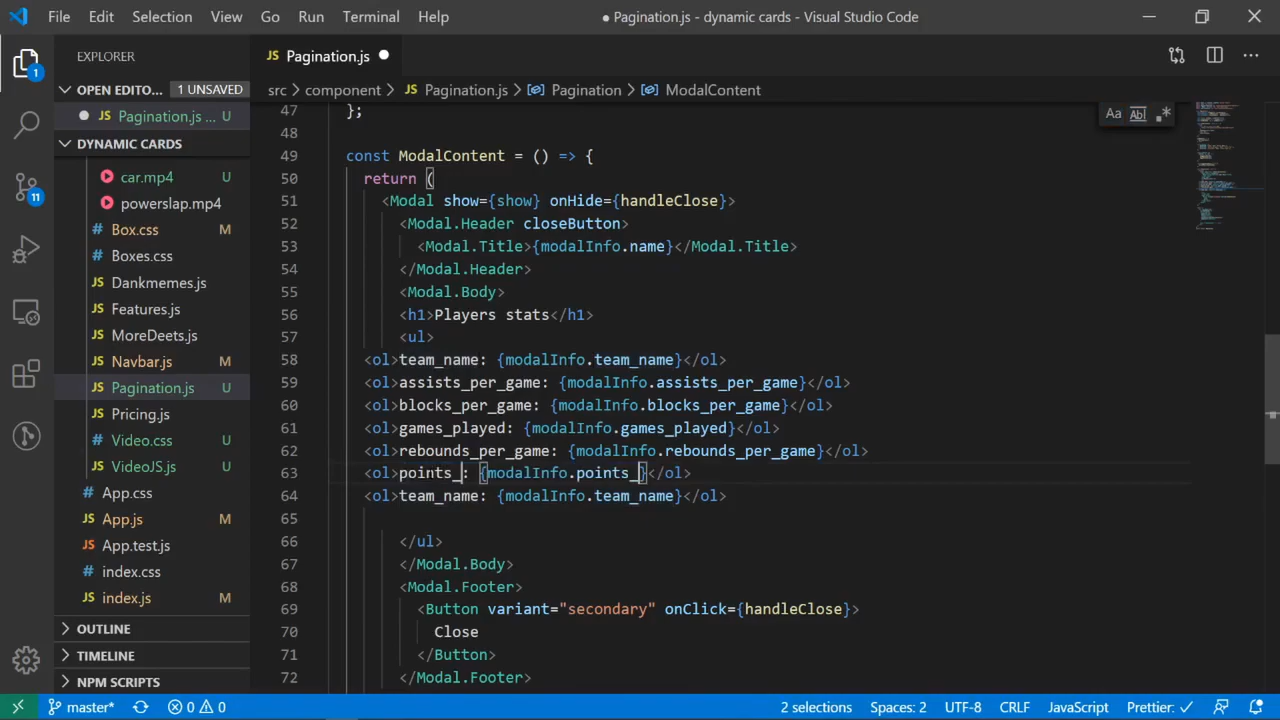 File Edit Selection View Go Run Terminal Help
● Pagination.js - dynamic cards - Visual Studio Code
EXPLORER
JS Pagination.js ●
OPEN EDITO... 1 UNSAVED
● JS Pagination.js ... U
src > component > JS Pagination.js > Pagination > ModalContent
DYNAMIC CARDS
car.mp4 U
powerslap.mp4
Box.css M
Boxes.css
JS Dankmemes.js
JS Features.js
JS MoreDeets.js
JS Navbar.js M
JS Pagination.js U
JS Pricing.js
Video.css U
JS VideoJS.js U
App.css
JS App.js M
JS App.test.js
index.css
JS index.js M
OUTLINE
TIMELINE
NPM SCRIPTS
1
11
Aa Abl .*
47 };
48
49 const ModalContent = () => {
50 return (
51 <Modal show={show} onHide={handleClose}>
52 <Modal.Header closeButton>
53 <Modal.Title>{modalInfo.name}</Modal.Title>
54 </Modal.Header>
55 <Modal.Body>
56 <h1>Players stats</h1>
57 <ul>
58 <ol>team_name: {modalInfo.team_name}</ol>
59 <ol>assists_per_game: {modalInfo.assists_per_game}</ol>
60 <ol>blocks_per_game: {modalInfo.blocks_per_game}</ol>
61 <ol>games_played: {modalInfo.games_played}</ol>
62 <ol>rebounds_per_game: {modalInfo.rebounds_per_game}</ol>
63 <ol>points_: {modalInfo.points_}</ol>
64 <ol>team_name: {modalInfo.team_name}</ol>
65
66 </ul>
67 </Modal.Body>
68 <Modal.Footer>
69 <Button variant="secondary" onClick={handleClose}>
70 Close
71 </Button>
72 </Modal.Footer>
master* 0 0 2 selections Spaces: 2 UTF-8 CRLF JavaScript Prettier: ✓